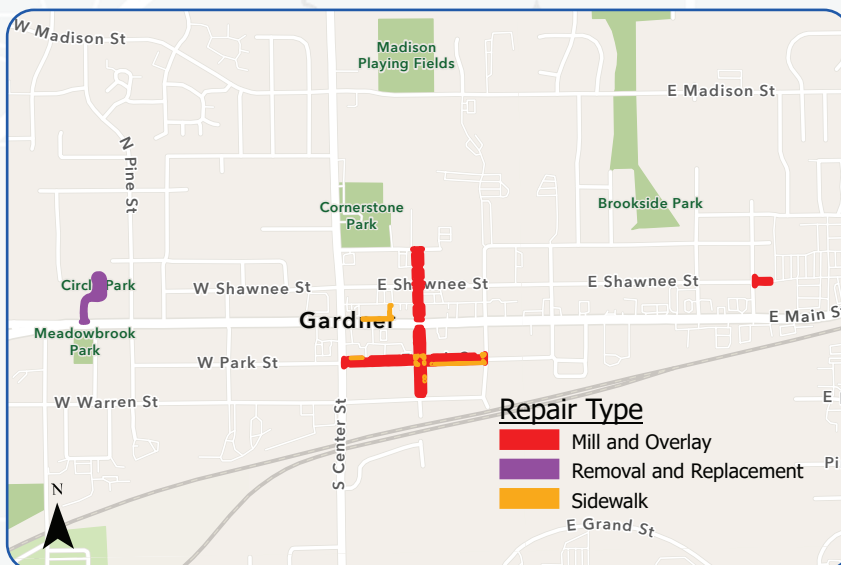 W Madison St
Madison
Playing Fields
E Madison St
N Pine St
Cornerstone
Park
Brookside Park
Circle Park
W Shawnee St
E Shawnee St
E Shawnee St
Gardner
E Main St
Meadowbrook
Park
W Park St
W Warren St
S Center St
Repair Type
Mill and Overlay
Removal and Replacement
Sidewalk
N
E Grand St